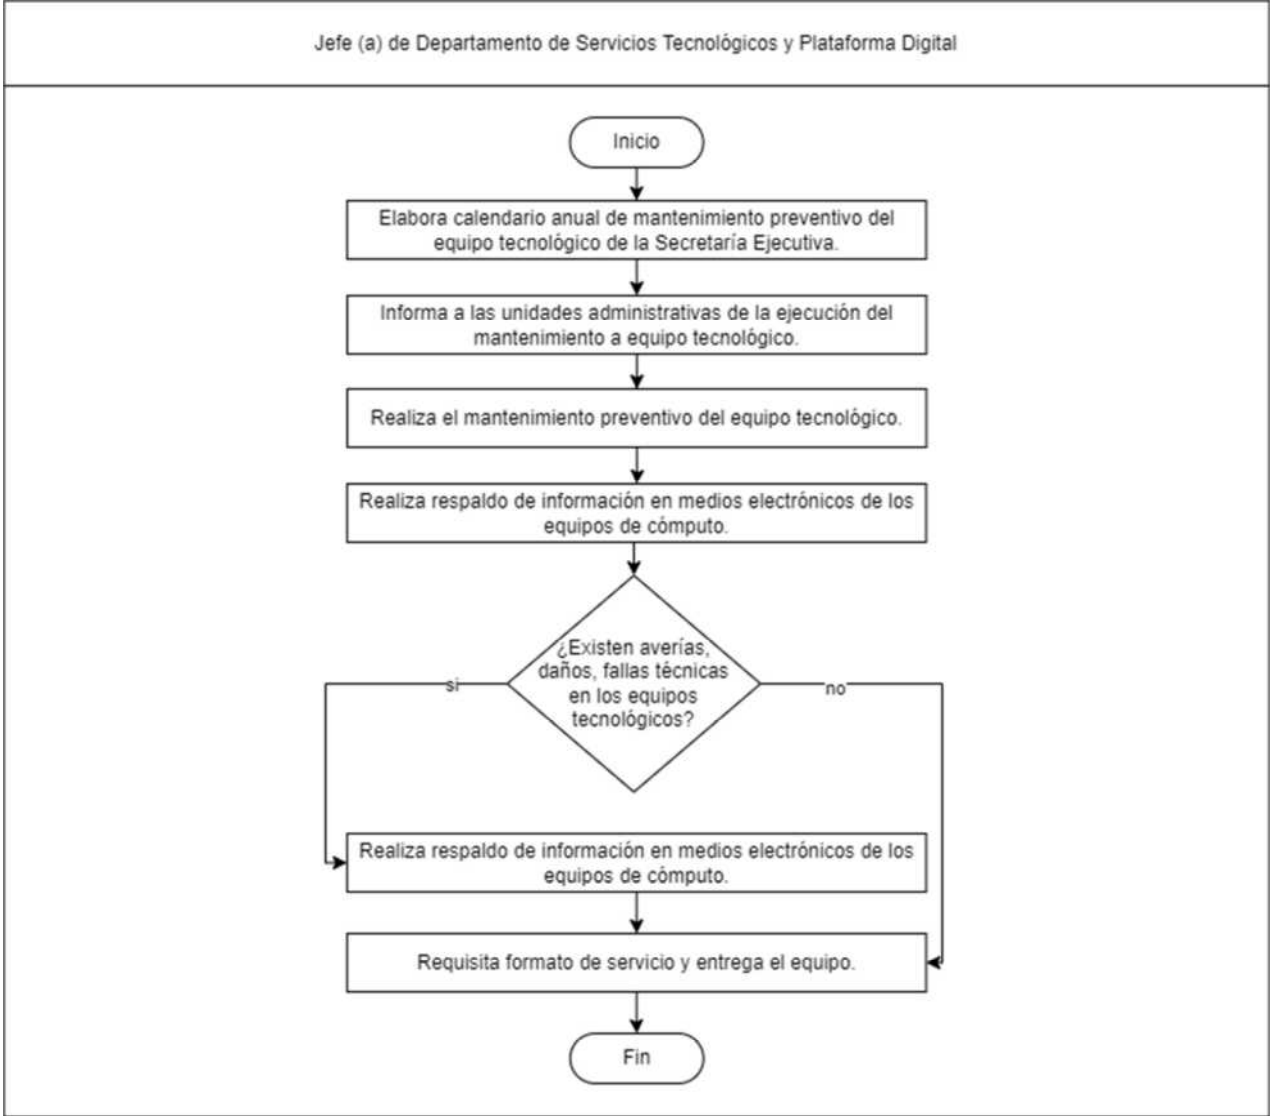 Jefe (a) de Departamento de Servicios Tecnológicos y Plataforma Digital
Inicio
Elabora calendario anual de mantenimiento preventivo del
equipo tecnológico de la Secretaría Ejecutiva.
Informa a las unidades administrativas de la ejecución del
mantenimiento a equipo tecnológico.
Realiza el mantenimiento preventivo del equipo tecnológico.
Realiza respaldo de información en medios electrónicos de los
equipos de cómputo.
¿Existen averías,
daños, fallas técnicas
en los equipos
tecnológicos?
si
no
Realiza respaldo de información en medios electrónicos de los
equipos de cómputo.
Requisita formato de servicio y entrega el equipo.
Fin